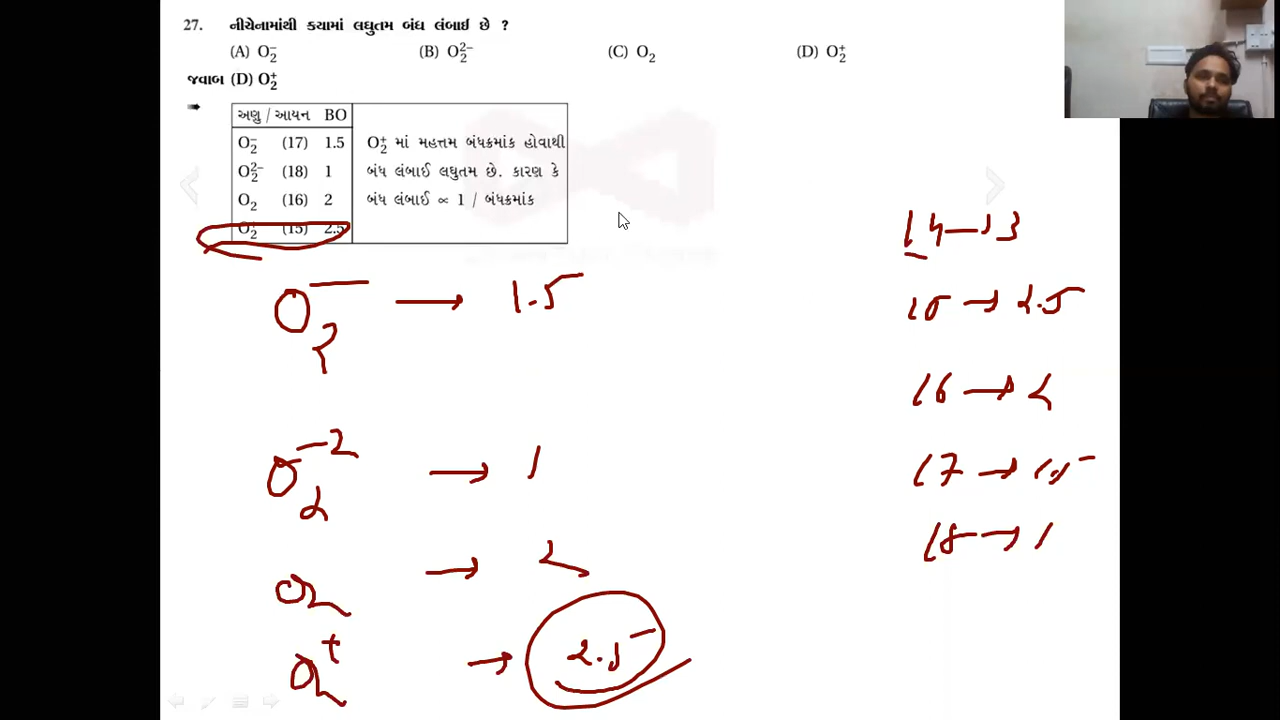 27. નીચેનામાંથી કયામાં લઘુતમ બંધ લંબાઈ છે ?
(A) O₂⁻ (B) O₂²⁻ (C) O₂ (D) O₂⁺
જવાબ (D) O₂⁺
અણુ / આયન BO
O₂⁻ (17) 1.5 O₂⁺ માં મહત્તમ બંધક્રમાંક હોવાથી
O₂²⁻ (18) 1 બંધ લંબાઈ લઘુતમ છે. કારણ કે
O₂ (16) 2 બંધ લંબાઈ ∝ 1 / બંધક્રમાંક
O₂⁺ (15) 2.5
O₂⁻ → 1.5
O₂⁻² → 1
O₂ → 2
O₂⁺ → 2.5
14 → 3
15 → 2.5
16 → 2
17 → 1.5
18 → 1